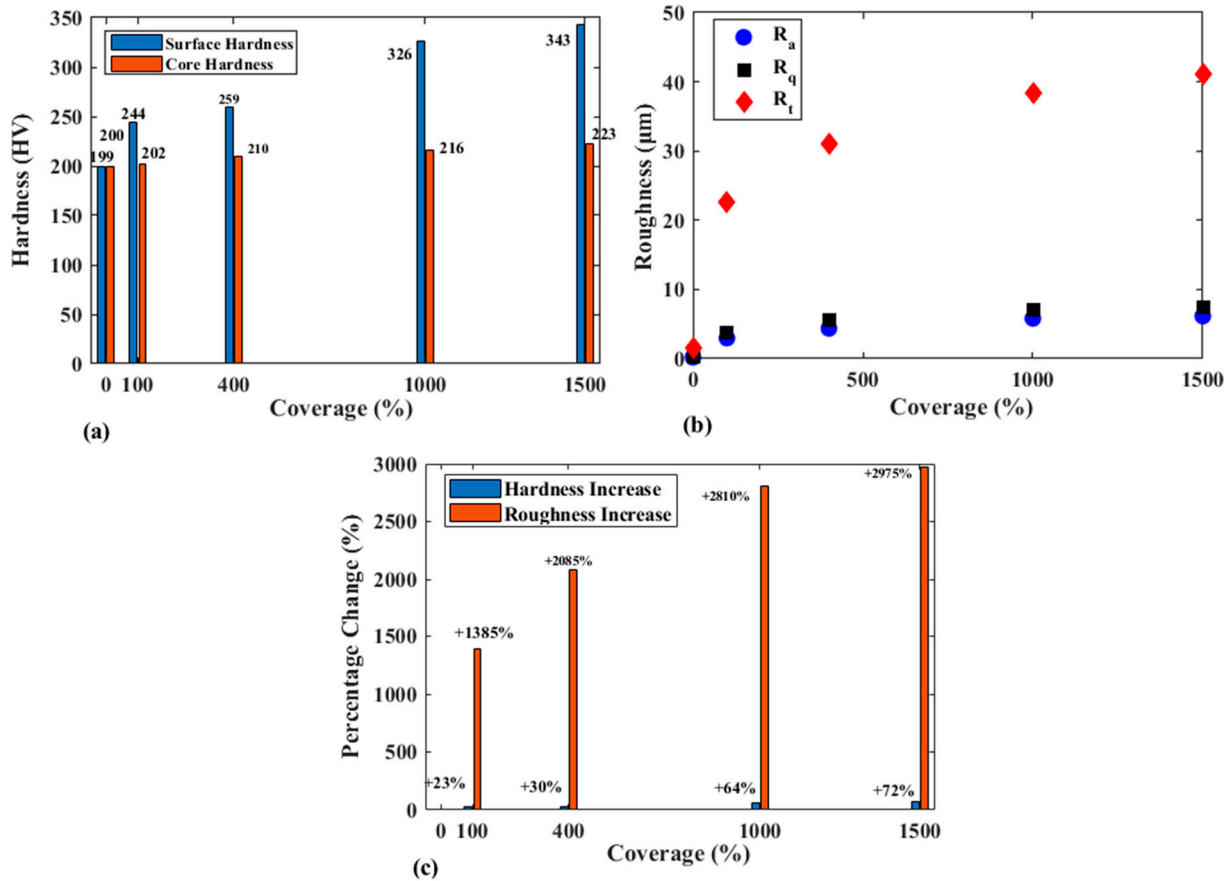 350
300
250
200
150
100
50
0
Hardness (HV)
Surface Hardness
Core Hardness
199
200
244
202
259
210
326
216
343
223
0 100 400 1000 1500
Coverage (%)
(a)
50
40
30
20
10
0
Roughness (µm)
Ra
Rq
Rt
0 500 1000 1500
Coverage (%)
(b)
3000
2500
2000
1500
1000
500
0
Percentage Change (%)
Hardness Increase
Roughness Increase
+23%
+1385%
+30%
+2085%
+64%
+2810%
+72%
+2975%
0 100 400 1000 1500
Coverage (%)
(c)